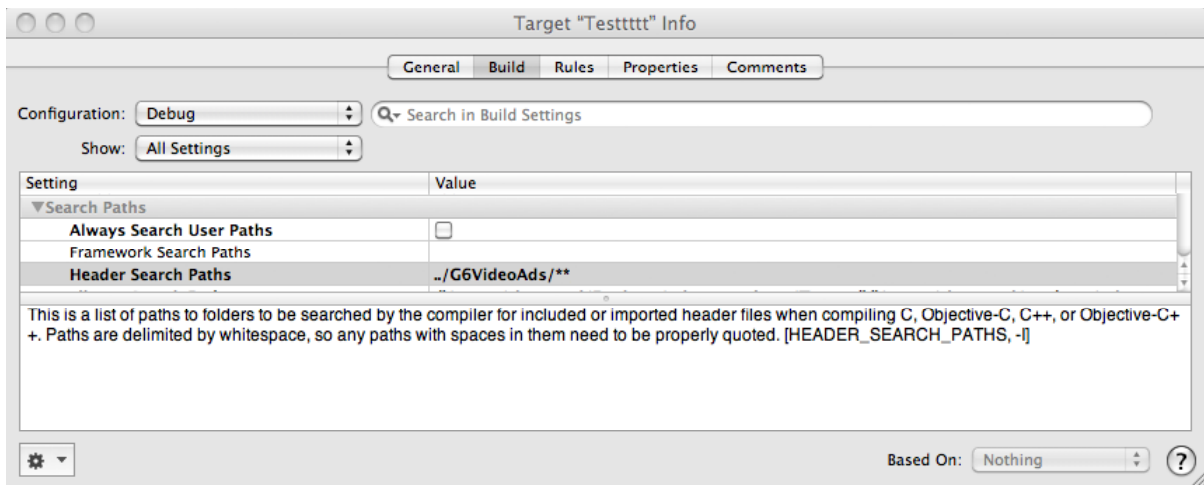 Target “Testtttt” Info
General Build Rules Properties Comments
Configuration: Debug Search in Build Settings
Show: All Settings
Setting Value
Search Paths
Always Search User Paths
Framework Search Paths
Header Search Paths ../G6VideoAds/**
This is a list of paths to folders to be searched by the compiler for included or imported header files when compiling C, Objective-C, C++, or Objective-C+
+. Paths are delimited by whitespace, so any paths with spaces in them need to be properly quoted. [HEADER_SEARCH_PATHS, -I]
Based On: Nothing ?